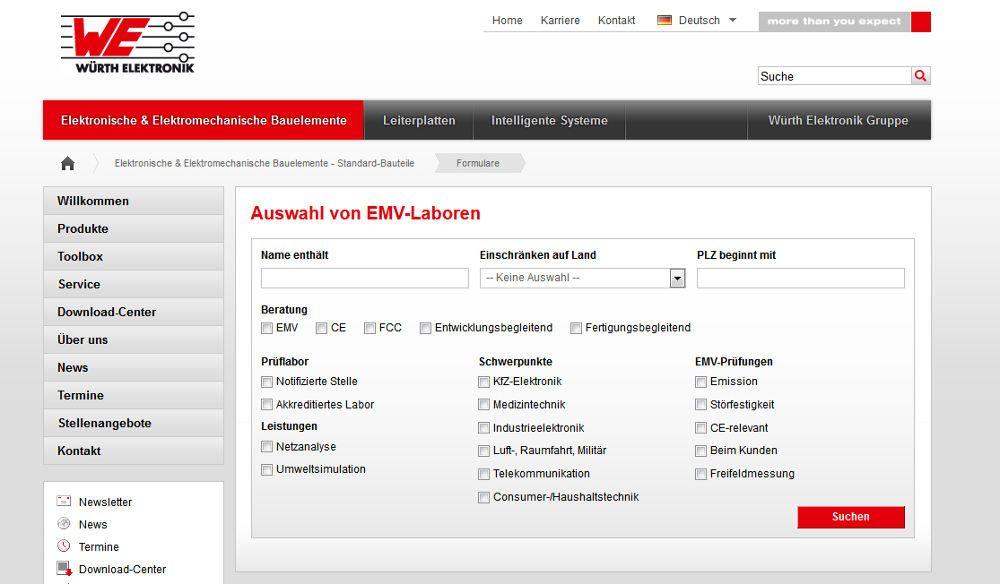 Home Karriere Kontakt Deutsch more than you expect
WE
WÜRTH ELEKTRONIK
Suche
Elektronische & Elektromechanische Bauelemente Leiterplatten Intelligente Systeme Würth Elektronik Gruppe
Elektronische & Elektromechanische Bauelemente - Standard-Bauteile Formulare
Willkommen
Produkte
Toolbox
Service
Download-Center
Über uns
News
Termine
Stellenangebote
Kontakt
Newsletter
News
Termine
Download-Center
Auswahl von EMV-Laboren
Name enthält Einschränken auf Land PLZ beginnt mit
-- Keine Auswahl --
Beratung
EMV CE FCC Entwicklungsbegleitend Fertigungsbegleitend
Prüflabor
Notifizierte Stelle
Akkreditiertes Labor
Leistungen
Netzanalyse
Umweltsimulation
Schwerpunkte
KfZ-Elektronik
Medizintechnik
Industrieelektronik
Luft-, Raumfahrt, Militär
Telekommunikation
Consumer-/Haushaltstechnik
EMV-Prüfungen
Emission
Störfestigkeit
CE-relevant
Beim Kunden
Freifeldmessung
Suchen